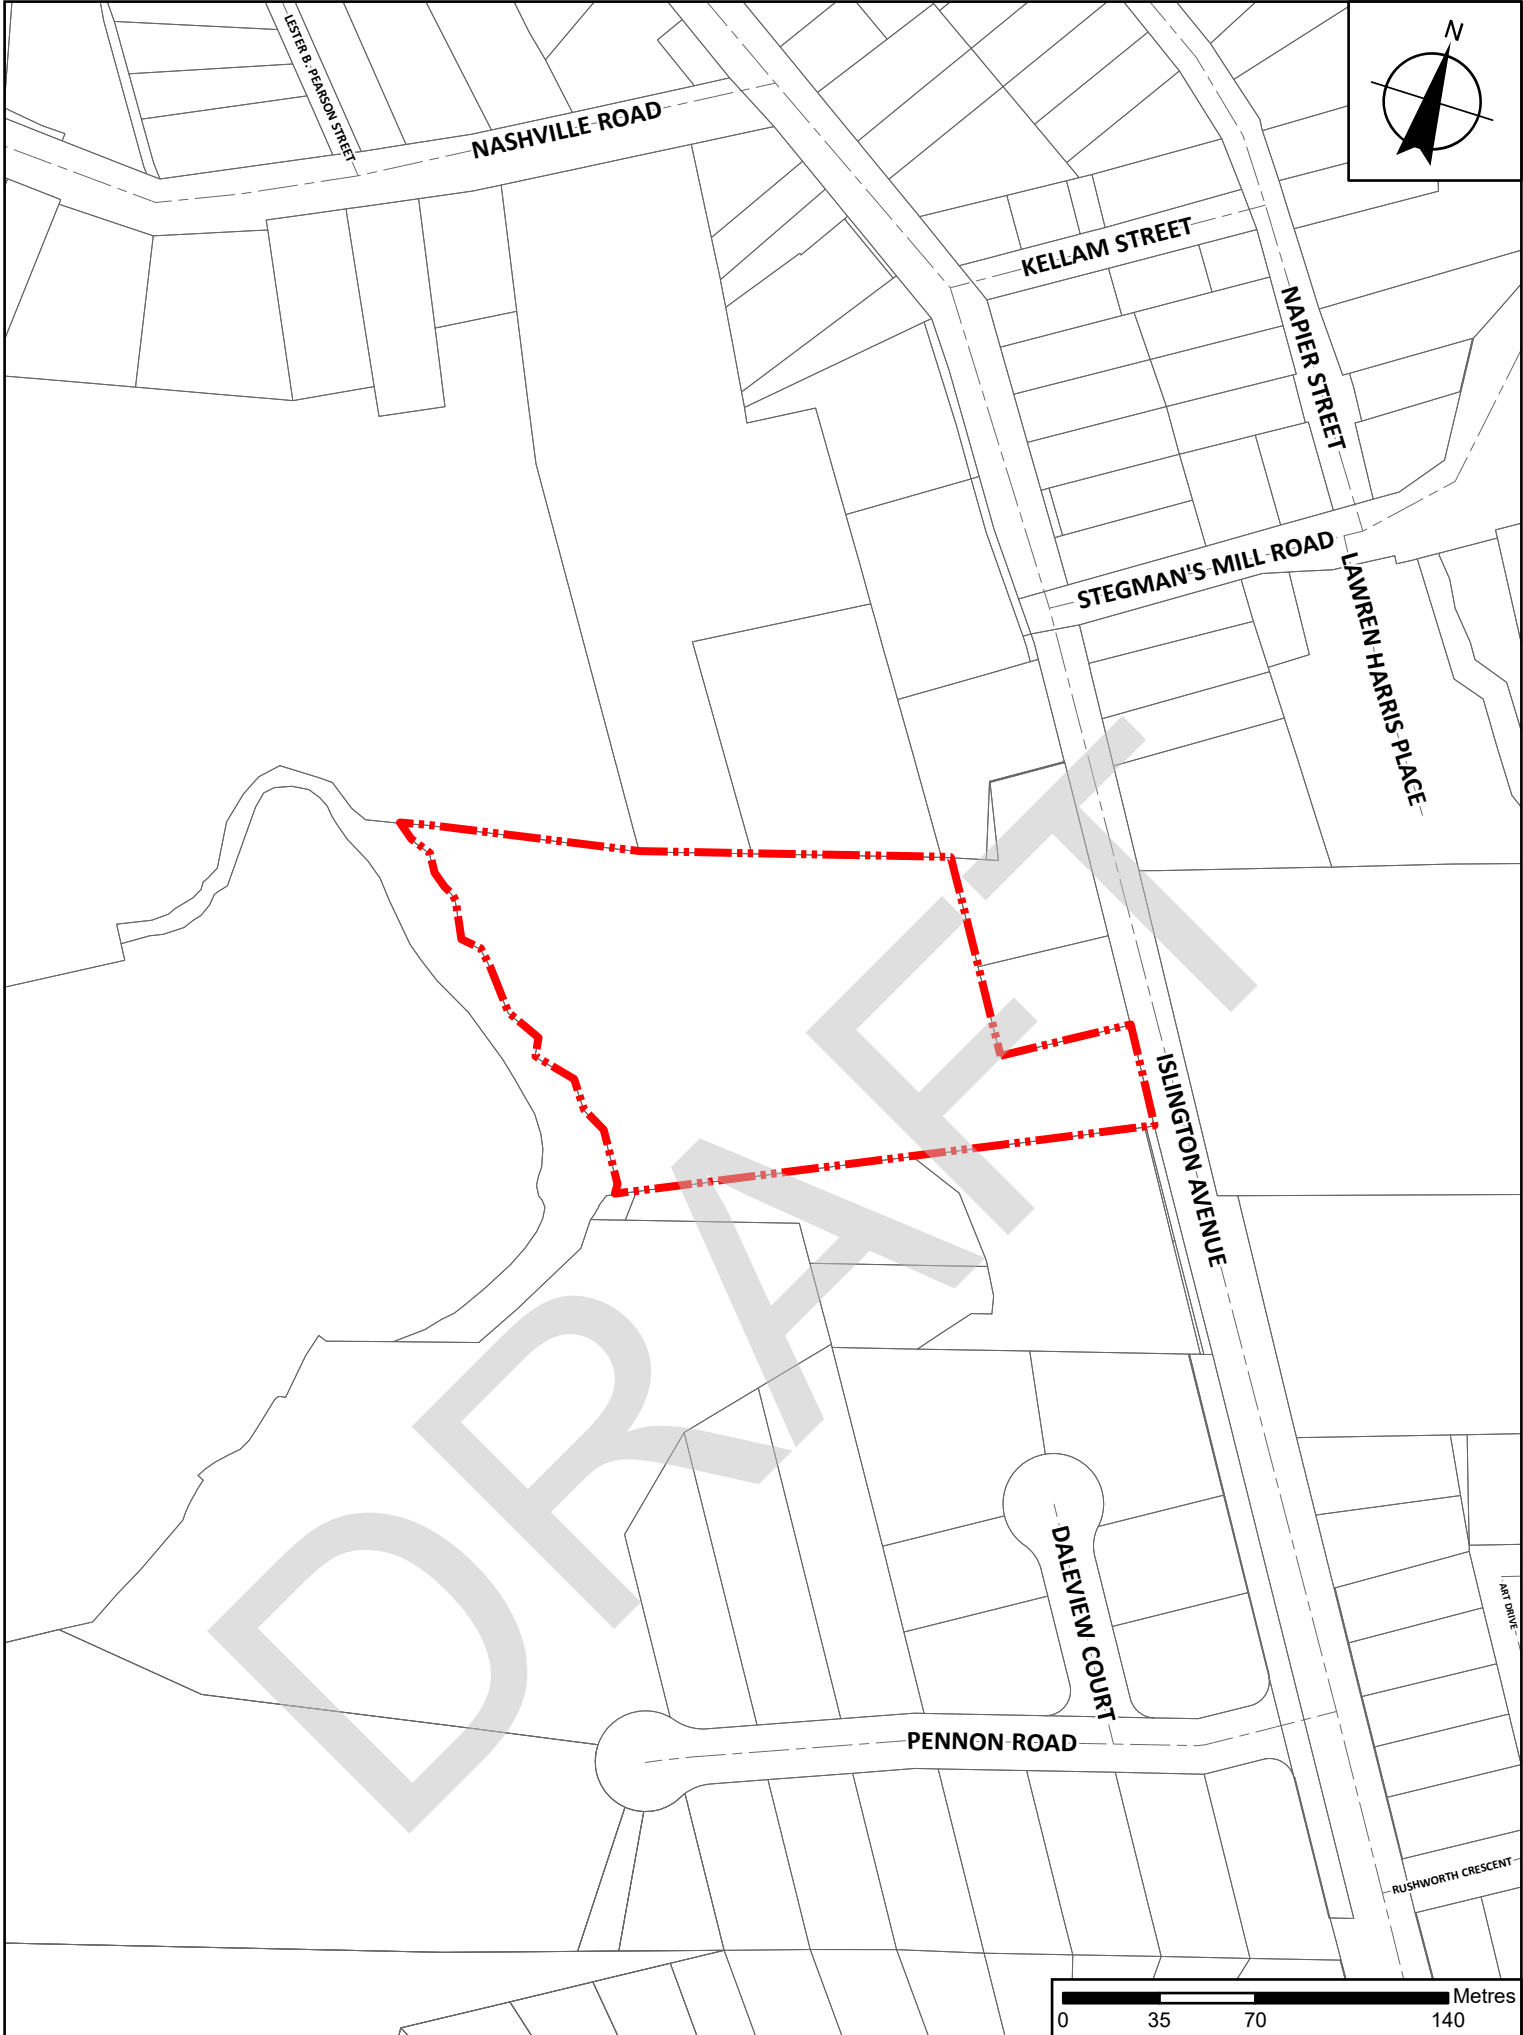 N
LESTER B. PEARSON STREET
NASHVILLE ROAD
KELLAM STREET
NAPIER STREET
STEGMAN'S MILL ROAD
LAWREN HARRIS PLACE
ISLINGTON AVENUE
DRAFT
DALEVIEW COURT
ART DRIVE
PENNON ROAD
RUSHWORTH CRESCENT
Metres
0 35 70 140